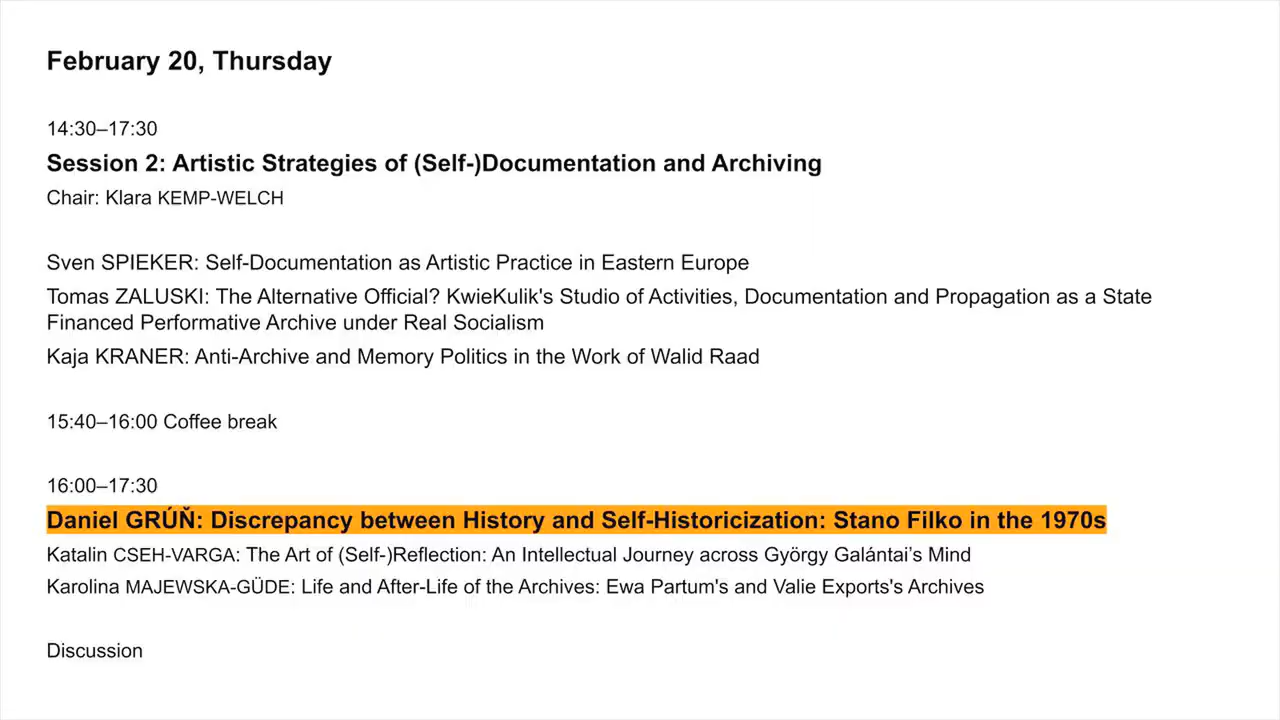 February 20, Thursday
14:30–17:30
Session 2: Artistic Strategies of (Self-)Documentation and Archiving
Chair: Klara KEMP-WELCH
Sven SPIEKER: Self-Documentation as Artistic Practice in Eastern Europe
Tomas ZALUSKI: The Alternative Official? KwieKulik's Studio of Activities, Documentation and Propagation as a State
Financed Performative Archive under Real Socialism
Kaja KRANER: Anti-Archive and Memory Politics in the Work of Walid Raad
15:40–16:00 Coffee break
16:00–17:30
Daniel GRÚŇ: Discrepancy between History and Self-Historicization: Stano Filko in the 1970s
Katalin CSEH-VARGA: The Art of (Self-)Reflection: An Intellectual Journey across György Galántai’s Mind
Karolina MAJEWSKA-GÜDE: Life and After-Life of the Archives: Ewa Partum's and Valie Exports's Archives
Discussion